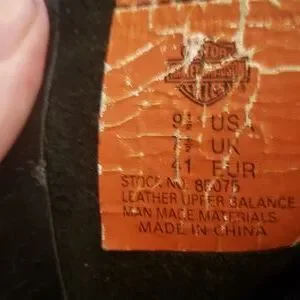 9½ USA
7½ UK
41 EUR
STOCK NO. 85075
LEATHER UPPER BALANCE
MAN MADE MATERIALS
MADE IN CHINA